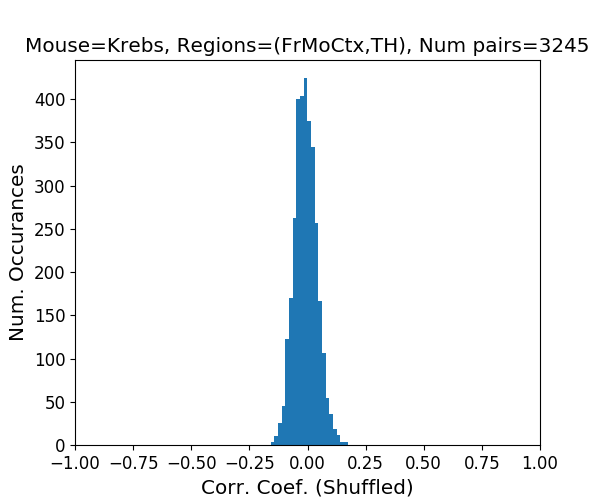 Mouse=Krebs, Regions=(FrMoCtx,TH), Num pairs=3245
Num. Occurances
400
350
300
250
200
150
100
50
0
−1.00 −0.75 −0.50 −0.25 0.00 0.25 0.50 0.75 1.00
Corr. Coef. (Shuffled)